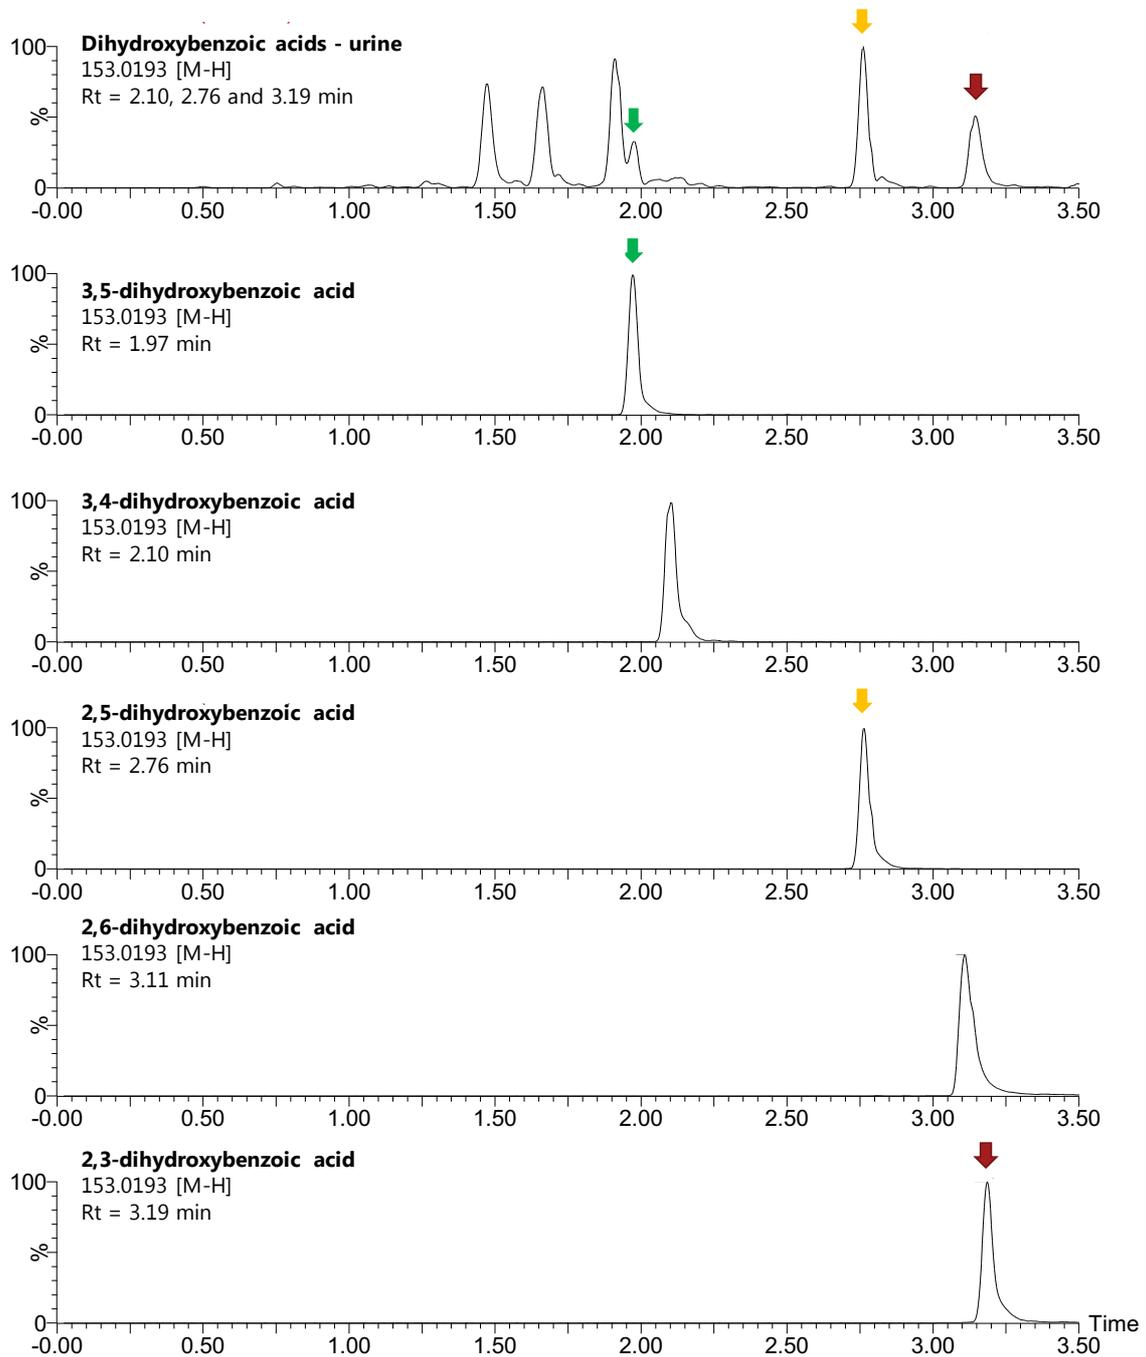 Dihydroxybenzoic acids - urine
153.0193 [M-H]
Rt = 2.10, 2.76 and 3.19 min
100
%
0
-0.00 0.50 1.00 1.50 2.00 2.50 3.00 3.50
3,5-dihydroxybenzoic acid
153.0193 [M-H]
Rt = 1.97 min
100
%
0
-0.00 0.50 1.00 1.50 2.00 2.50 3.00 3.50
3,4-dihydroxybenzoic acid
153.0193 [M-H]
Rt = 2.10 min
100
%
0
-0.00 0.50 1.00 1.50 2.00 2.50 3.00 3.50
2,5-dihydroxybenzoic acid
153.0193 [M-H]
Rt = 2.76 min
100
%
0
-0.00 0.50 1.00 1.50 2.00 2.50 3.00 3.50
2,6-dihydroxybenzoic acid
153.0193 [M-H]
Rt = 3.11 min
100
%
0
-0.00 0.50 1.00 1.50 2.00 2.50 3.00 3.50
2,3-dihydroxybenzoic acid
153.0193 [M-H]
Rt = 3.19 min
100
%
0
Time
-0.00 0.50 1.00 1.50 2.00 2.50 3.00 3.50